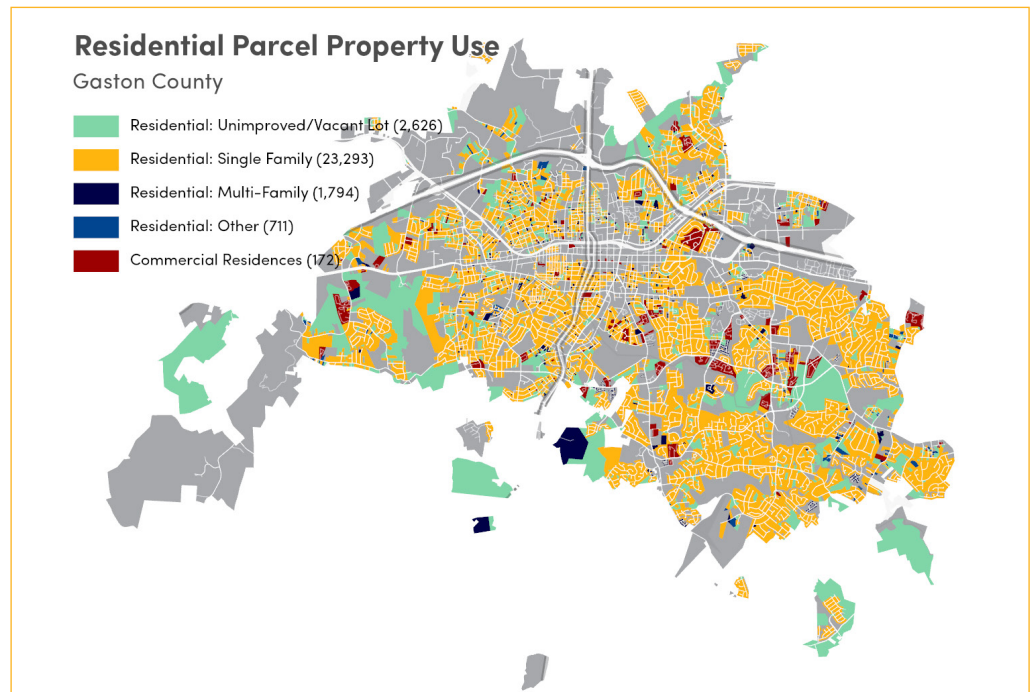 Residential Parcel Property Use
Gaston County
Residential: Unimproved/Vacant Lot (2,626)
Residential: Single Family (23,293)
Residential: Multi-Family (1,794)
Residential: Other (711)
Commercial Residences (172)